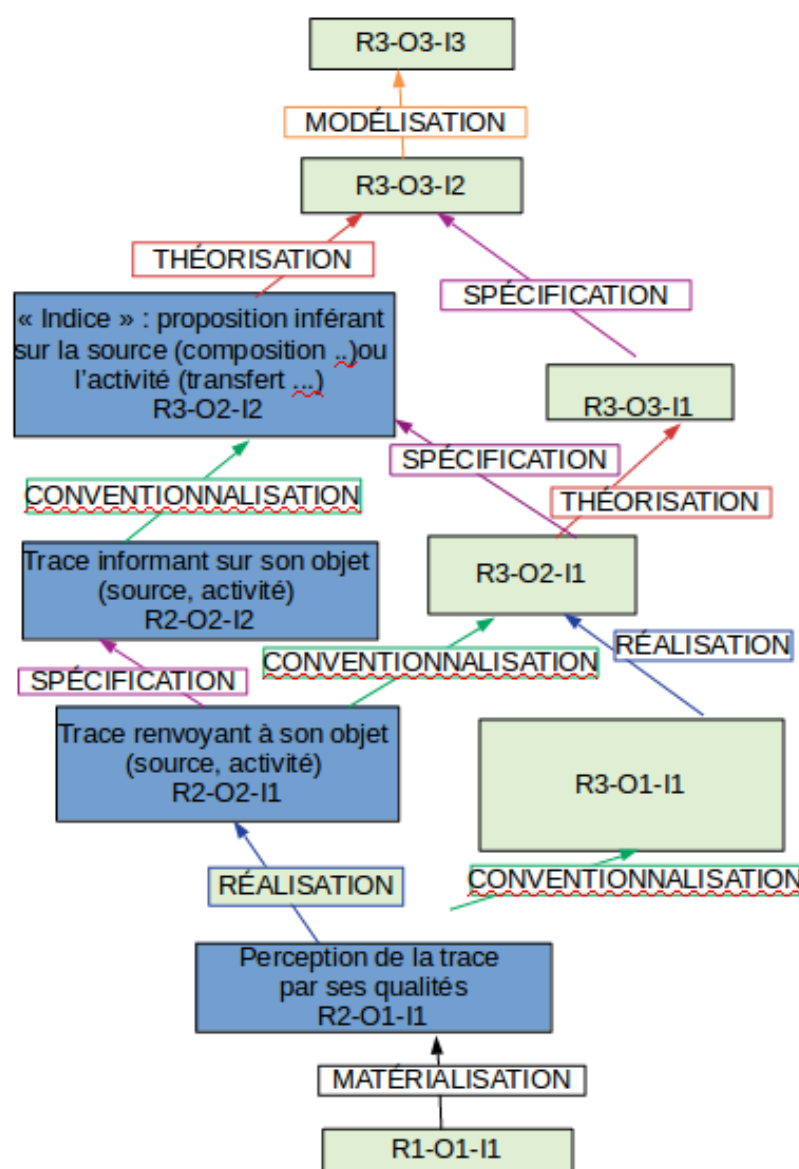 R3-O3-I3
MODÉLISATION
R3-O3-I2
THÉORISATION
SPÉCIFICATION
« Indice » : proposition inférant
sur la source (composition ..)ou
l'activité (transfert ...)
R3-O2-I2
R3-O3-I1
SPÉCIFICATION
CONVENTIONNALISATION
THÉORISATION
Trace informant sur son objet
(source, activité)
R2-O2-I2
R3-O2-I1
RÉALISATION
CONVENTIONNALISATION
SPÉCIFICATION
Trace renvoyant à son objet
(source, activité)
R2-O2-I1
R3-O1-I1
RÉALISATION
CONVENTIONNALISATION
Perception de la trace
par ses qualités
R2-O1-I1
MATÉRIALISATION
R1-O1-I1